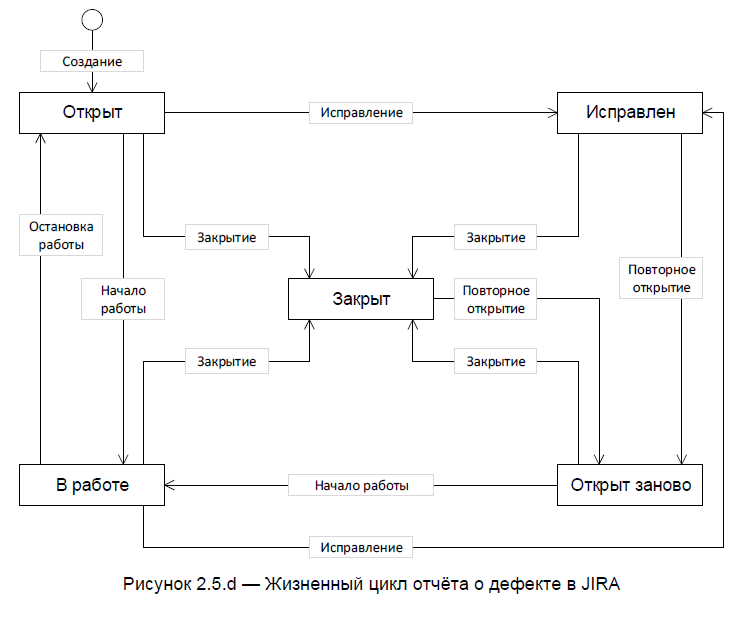 Создание
Открыт
Исправление
Исправлен
Остановка
работы
Закрытие
Закрытие
Повторное
открытие
Начало
работы
Закрыт
Повторное
открытие
Закрытие
Закрытие
В работе
Начало работы
Открыт заново
Исправление
Рисунок 2.5.d — Жизненный цикл отчёта о дефекте в JIRA